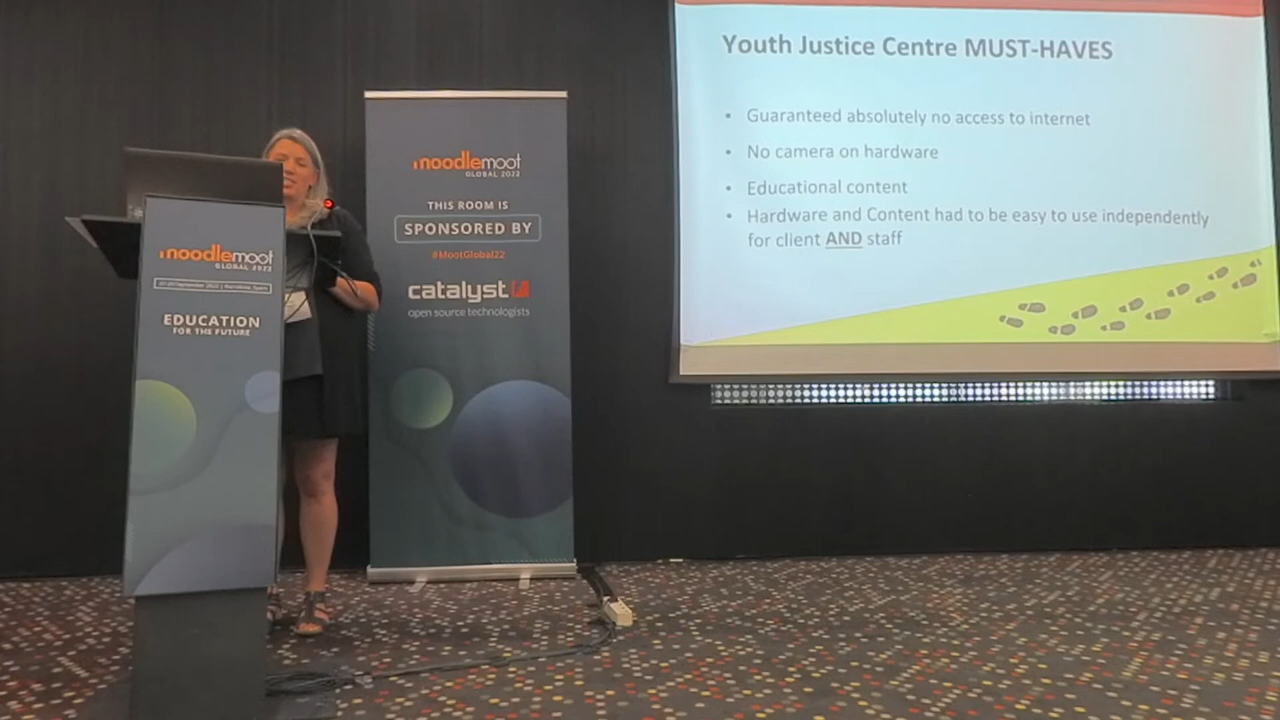 moodlemoot
GLOBAL 2022
EDUCATION
FOR THE FUTURE
moodlemoot
GLOBAL 2022
THIS ROOM IS
SPONSORED BY
#MootGlobal22
catalyst
open source technologists
Youth Justice Centre MUST-HAVES
• Guaranteed absolutely no access to internet
• No camera on hardware
• Educational content
• Hardware and Content had to be easy to use independently
for client AND staff